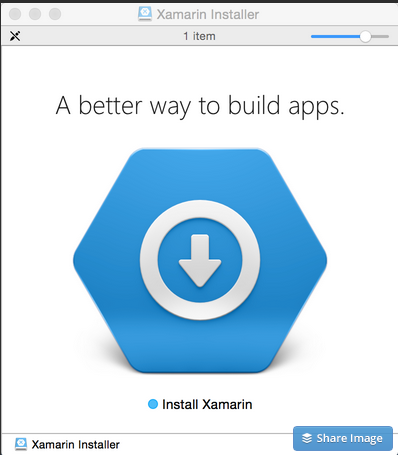 Xamarin Installer
1 item
A better way to build apps.
Install Xamarin
Xamarin Installer
Share Image